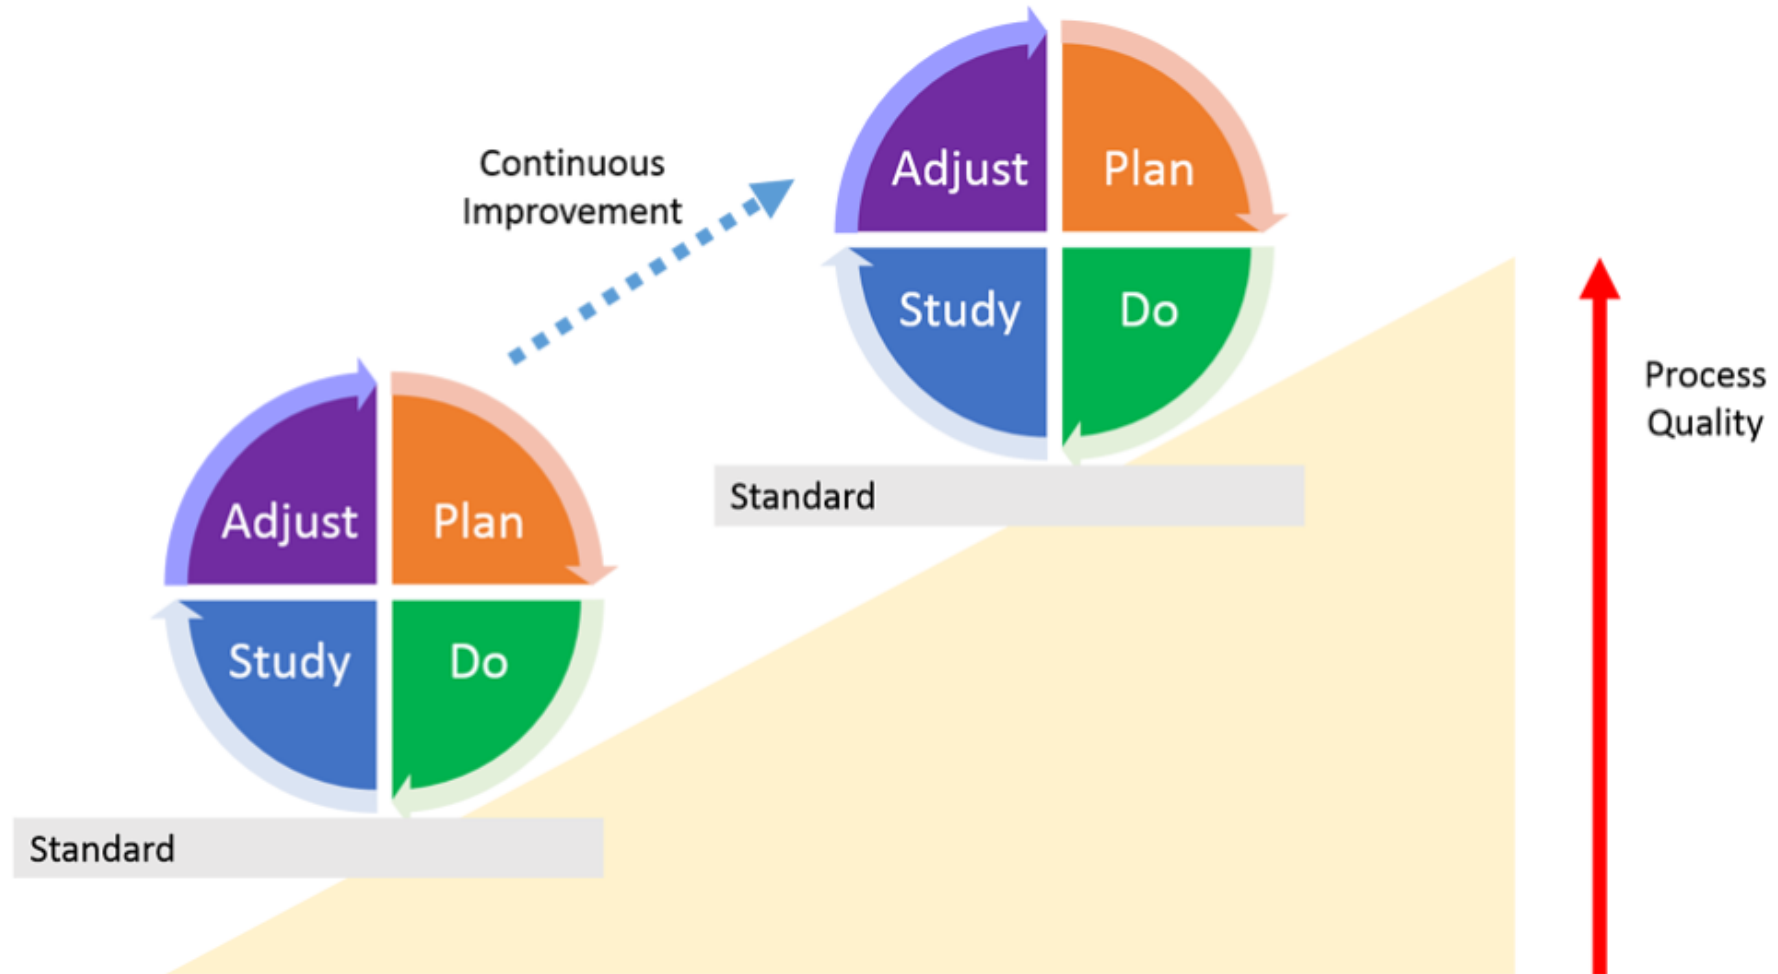 Continuous
Improvement
Adjust
Plan
Study
Do
Standard
Process
Quality
Adjust
Plan
Study
Do
Standard